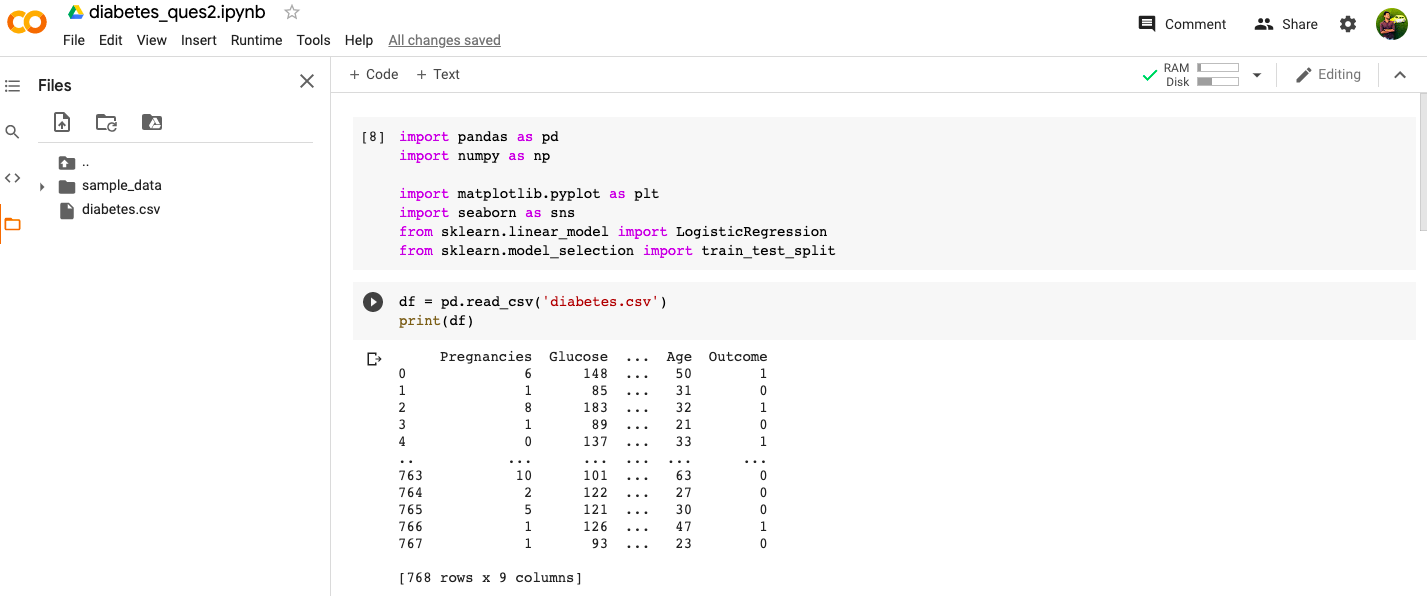 diabetes_ques2.ipynb
File Edit View Insert Runtime Tools Help All changes saved
Comment Share
Files
+ Code + Text
RAM
Disk
Editing
..
sample_data
diabetes.csv
[8] import pandas as pd
import numpy as np
import matplotlib.pyplot as plt
import seaborn as sns
from sklearn.linear_model import LogisticRegression
from sklearn.model_selection import train_test_split
df = pd.read_csv('diabetes.csv')
print(df)
Pregnancies Glucose ... Age Outcome
0 6 148 ... 50 1
1 1 85 ... 31 0
2 8 183 ... 32 1
3 1 89 ... 21 0
4 0 137 ... 33 1
.. ... ... ... ... ...
763 10 101 ... 63 0
764 2 122 ... 27 0
765 5 121 ... 30 0
766 1 126 ... 47 1
767 1 93 ... 23 0
[768 rows x 9 columns]